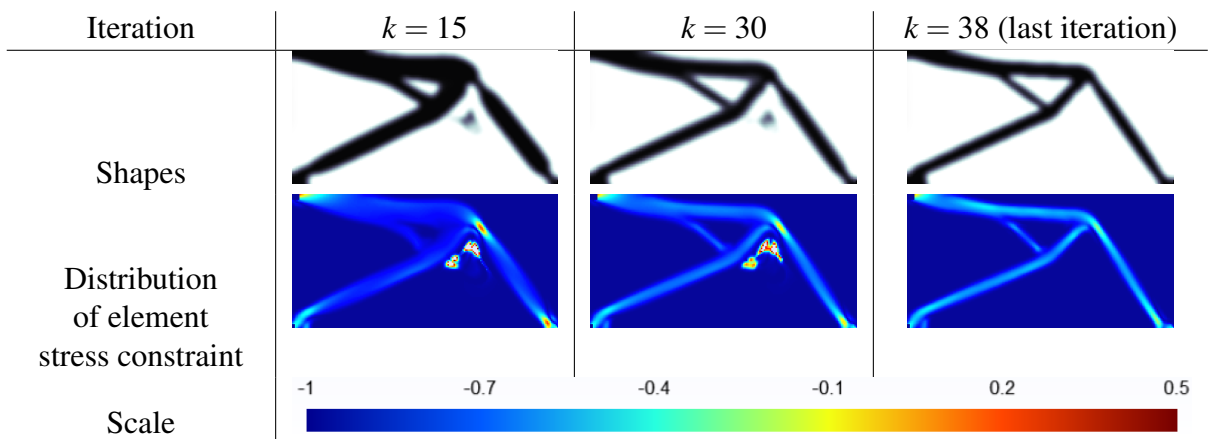 Iteration k = 15 k = 30 k = 38 (last iteration)
Shapes
Distribution
of element
stress constraint
-1 -0.7 -0.4 -0.1 0.2 0.5
Scale